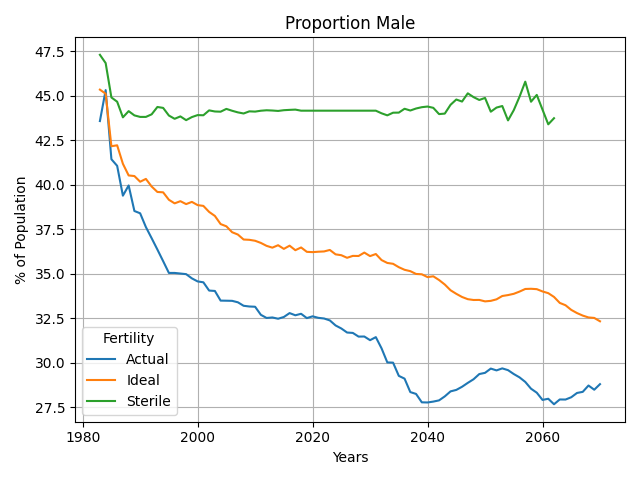 Proportion Male
% of Population
47.5
45.0
42.5
40.0
37.5
35.0
32.5
30.0
27.5
Fertility
Actual
Ideal
Sterile
1980
2000
2020
2040
2060
Years